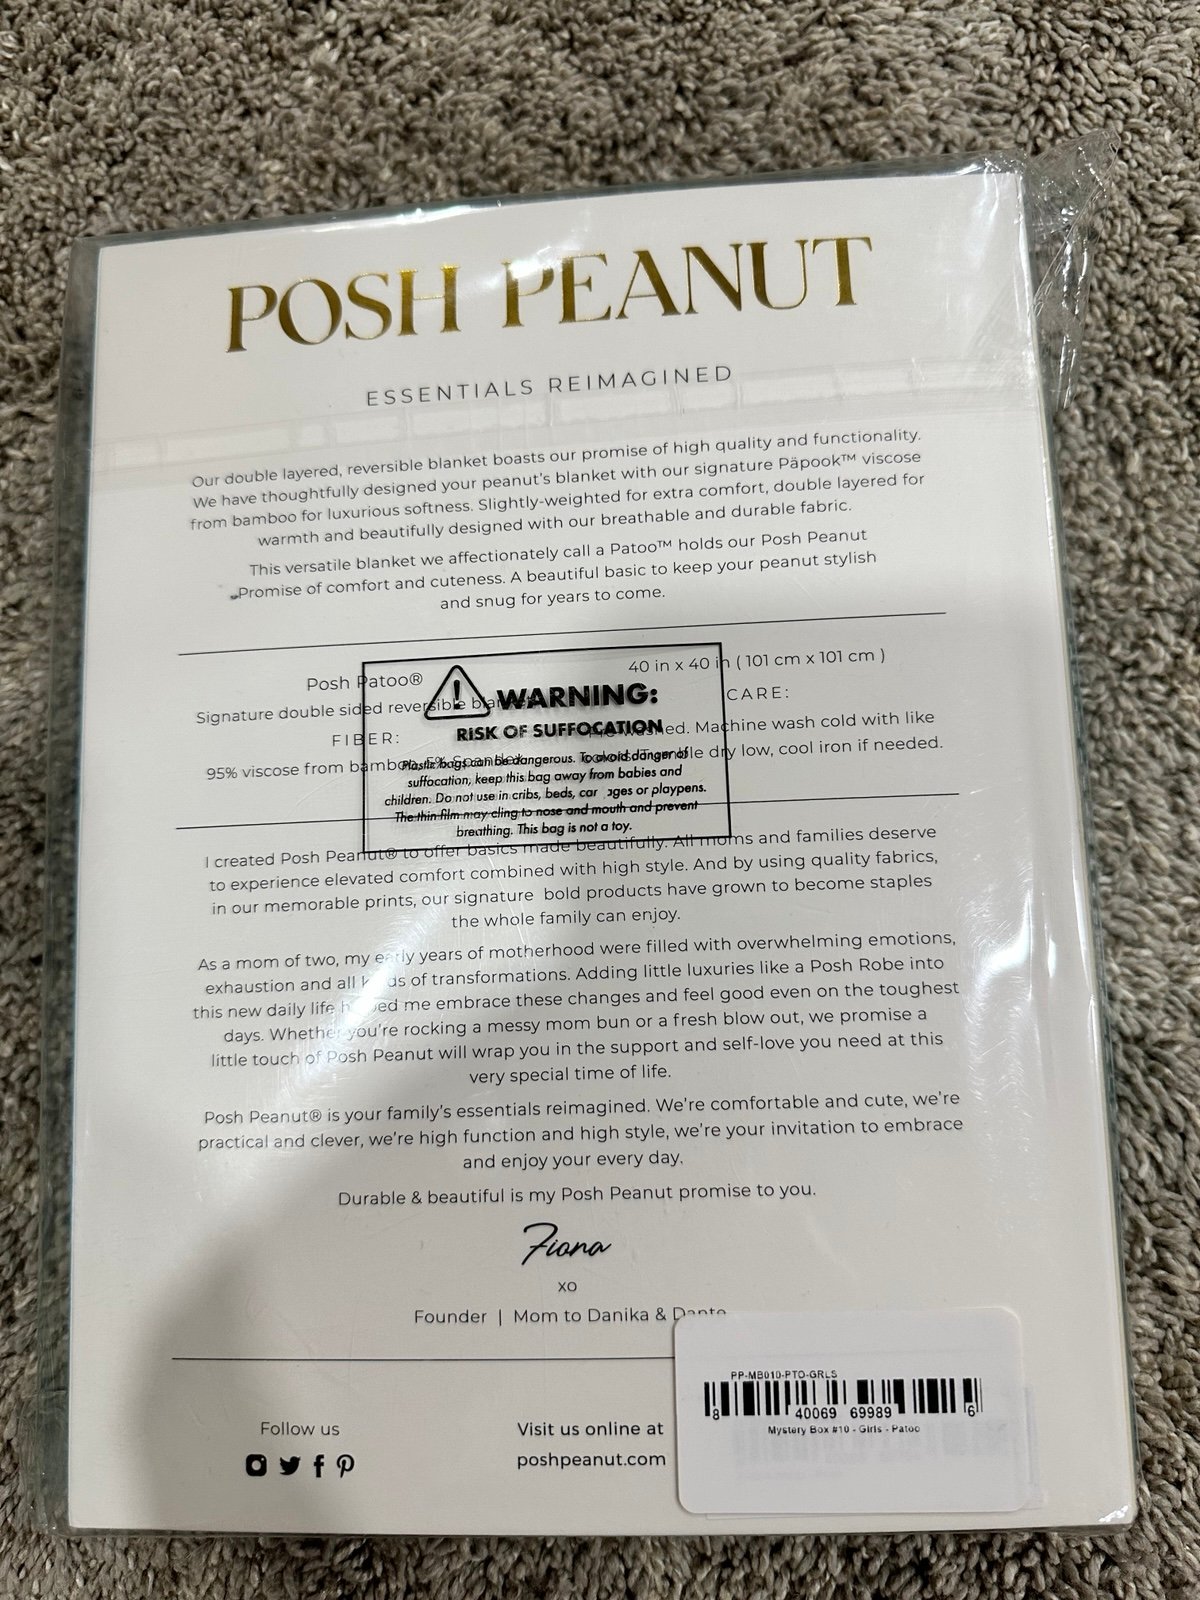 POSH PEANUT
ESSENTIALS REIMAGINED
Our double layered, reversible blanket boasts our promise of high quality and functionality.
We have thoughtfully designed your peanut's blanket with our signature Päpook™ viscose
from bamboo for luxurious softness. Slightly-weighted for extra comfort, double layered for
warmth and beautifully designed with our breathable and durable fabric.
This versatile blanket we affectionately call a Patoo™ holds our Posh Peanut
Promise of comfort and cuteness. A beautiful basic to keep your peanut stylish
and snug for years to come.
Posh Patoo®
Signature double sided reversible
FIBER:
95% viscose from bamboo, 5%
40 in x 40 in ( 101 cm x 101 cm )
CARE:
Machine wash cold with like
dry low, cool iron if needed.
WARNING:
RISK OF SUFFOCATION
Plastic bags can be dangerous. To avoid danger of
suffocation, keep this bag away from babies and
children. Do not use in cribs, beds, or playpens.
The thin film may cling to nose and mouth and prevent
breathing. This bag is not a toy.
I created Posh Peanut® to offer basics made beautifully. All moms and families deserve
to experience elevated comfort combined with high style. And by using quality fabrics,
in our memorable prints, our signature bold products have grown to become staples
the whole family can enjoy.
As a mom of two, my early years of motherhood were filled with overwhelming emotions,
exhaustion and all kinds of transformations. Adding little luxuries like a Posh Robe into
this new daily life helped me embrace these changes and feel good even on the toughest
days. Whether you're rocking a messy mom bun or a fresh blow out, we promise a
little touch of Posh Peanut will wrap you in the support and self-love you need at this
very special time of life.
Posh Peanut® is your family's essentials reimagined. We're comfortable and cute, we're
practical and clever, we're high function and high style, we're your invitation to embrace
and enjoy your every day.
Durable & beautiful is my Posh Peanut promise to you.
Fiona
xo
Founder | Mom to Danika & Dante
Follow us
Visit us online at
poshpeanut.com
PP-MB010-PTO-GRLS
8 40069 69989 6
Mystery Box #10 - Girls - Patoo